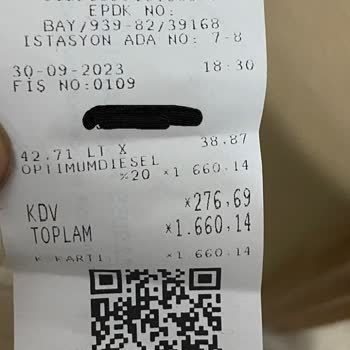 EPDK NO:
BAY/939-82/39168
ISTASYON ADA NO: 7-8
30-09-2023 18:30
FİŞ NO:0109
42.71 LT X 38.87
OPTIMUMDIESEL
%20 *1 660,14
KDV *276,69
TOPLAM *1.660,14
K.KARTI *1 660,14